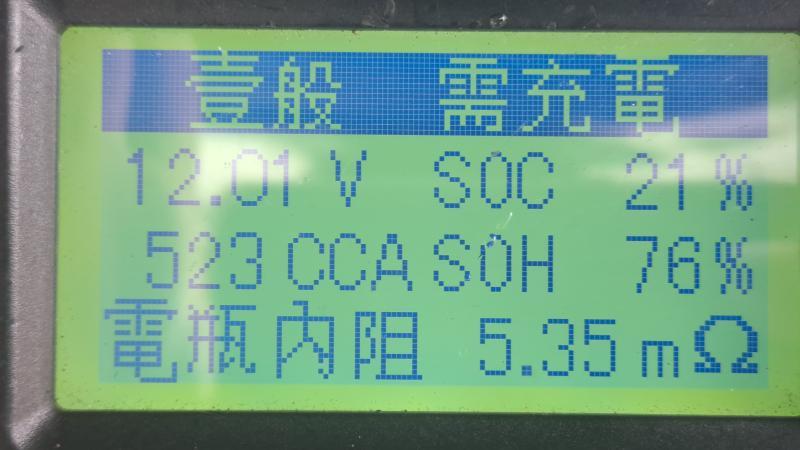 壹般 需充電
12.01 V SOC 21 %
523 CCA SOH 76%
電瓶內阻 5.35 mΩ